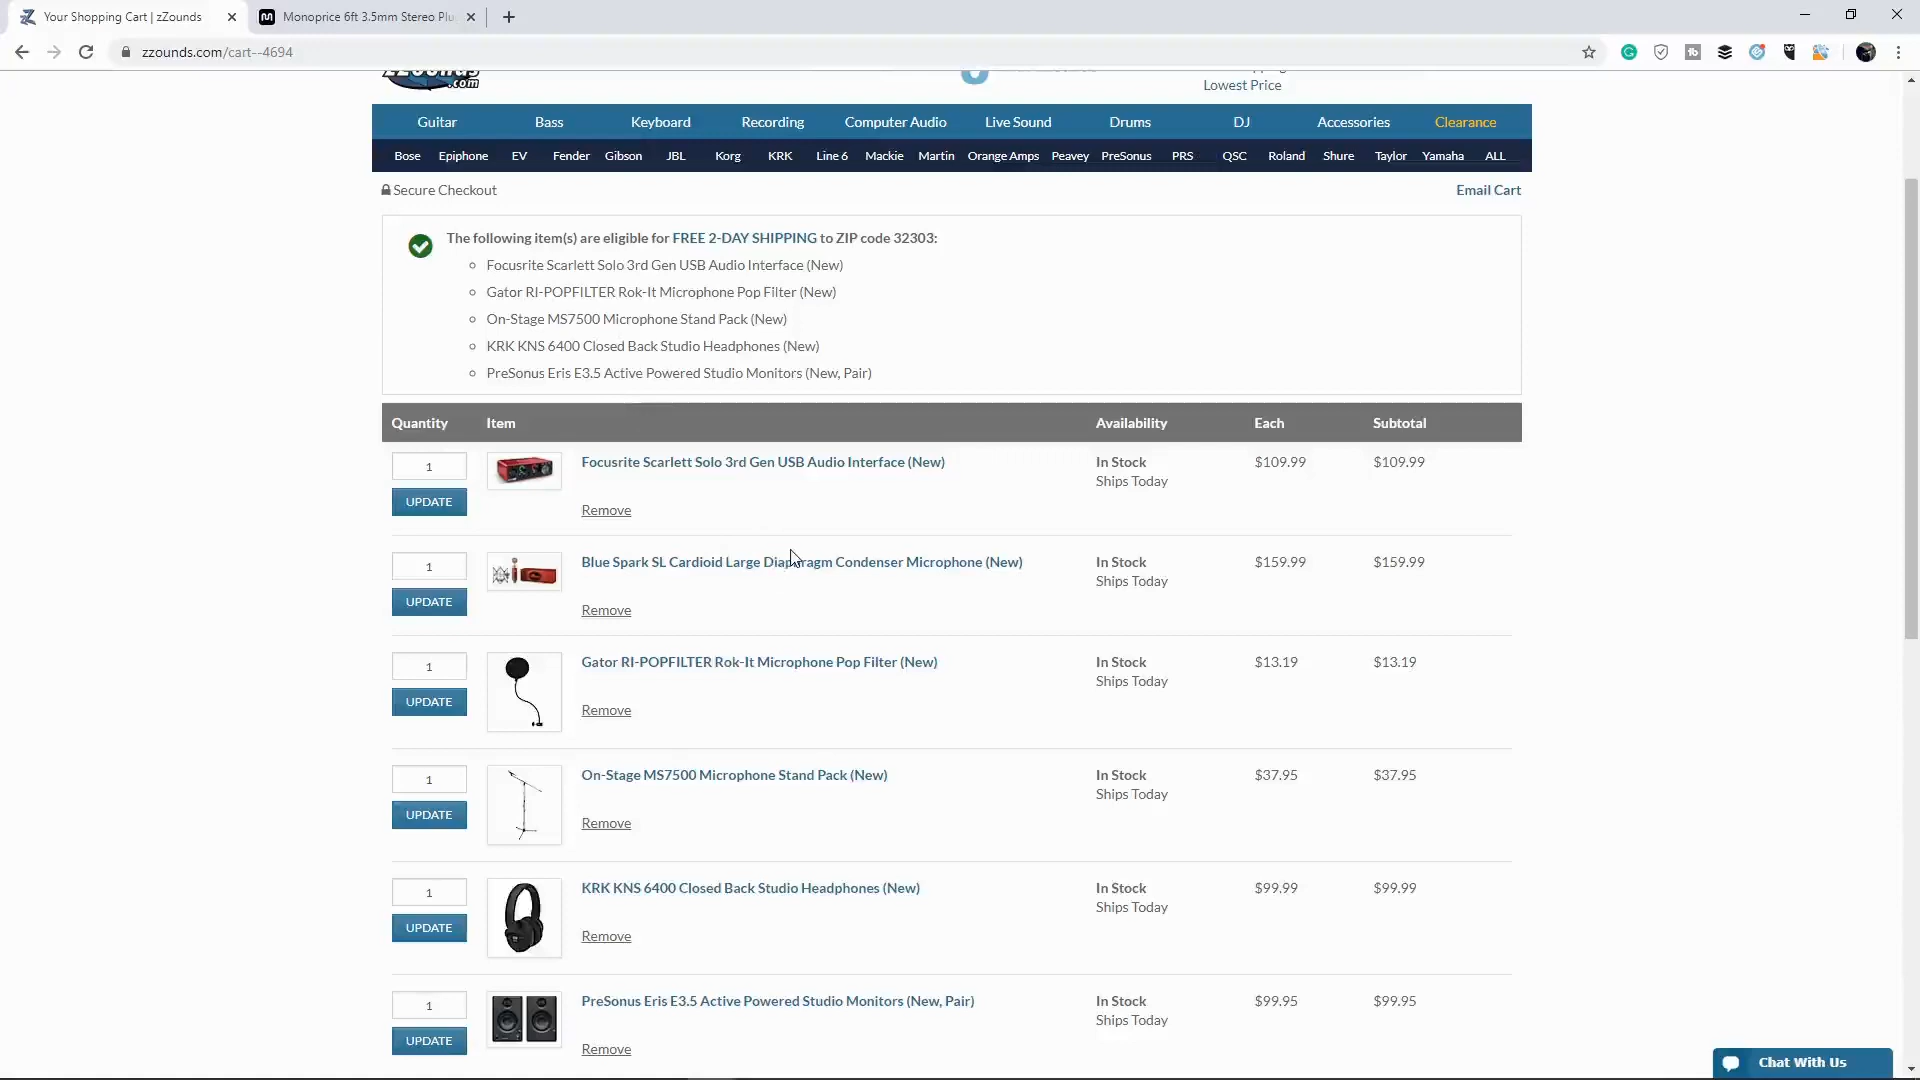 Your Shopping Cart | zZounds
Monoprice 6ft 3.5mm Stereo Plu
zzounds.com/cart--4694
zZounds.com
Lowest Price
Guitar Bass Keyboard Recording Computer Audio Live Sound Drums DJ Accessories Clearance
Bose Epiphone EV Fender Gibson JBL Korg KRK Line 6 Mackie Martin Orange Amps Peavey PreSonus PRS QSC Roland Shure Taylor Yamaha ALL
Secure Checkout Email Cart
The following item(s) are eligible for FREE 2-DAY SHIPPING to ZIP code 32303:
Focusrite Scarlett Solo 3rd Gen USB Audio Interface (New)
Gator RI-POPFILTER Rok-It Microphone Pop Filter (New)
On-Stage MS7500 Microphone Stand Pack (New)
KRK KNS 6400 Closed Back Studio Headphones (New)
PreSonus Eris E3.5 Active Powered Studio Monitors (New, Pair)
Quantity Item Availability Each Subtotal
1 Focusrite Scarlett Solo 3rd Gen USB Audio Interface (New) In Stock $109.99 $109.99
Ships Today
UPDATE Remove
1 Blue Spark SL Cardioid Large Diaphragm Condenser Microphone (New) In Stock $159.99 $159.99
Ships Today
UPDATE Remove
1 Gator RI-POPFILTER Rok-It Microphone Pop Filter (New) In Stock $13.19 $13.19
Ships Today
UPDATE Remove
1 On-Stage MS7500 Microphone Stand Pack (New) In Stock $37.95 $37.95
Ships Today
UPDATE Remove
1 KRK KNS 6400 Closed Back Studio Headphones (New) In Stock $99.99 $99.99
Ships Today
UPDATE Remove
1 PreSonus Eris E3.5 Active Powered Studio Monitors (New, Pair) In Stock $99.95 $99.95
Ships Today
UPDATE Remove
Chat With Us